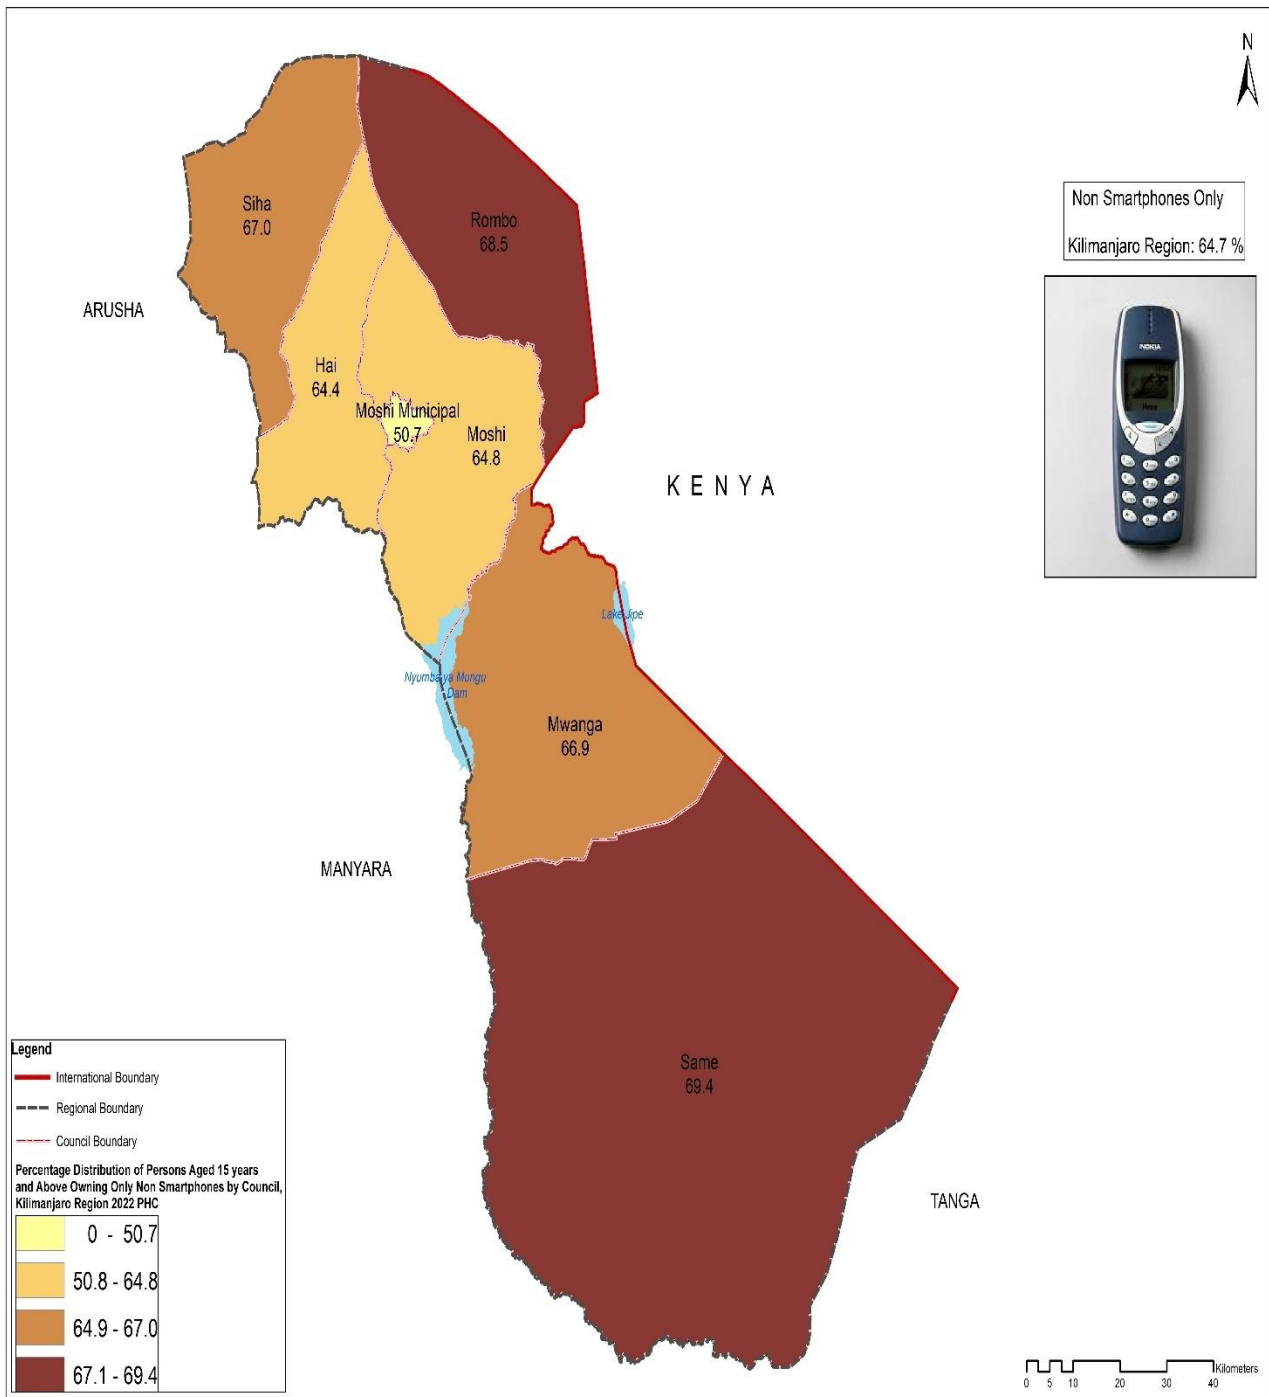 N
Non Smartphones Only
Kilimanjaro Region: 64.7 %
NOKIA
Siha
67.0
Rombo
68.5
ARUSHA
Hai
64.4
Moshi Municipal
50.7
Moshi
64.8
KENYA
Lake Jipe
Nyumba ya Mungu
Dam
Mwanga
66.9
MANYARA
Same
69.4
TANGA
Legend
International Boundary
Regional Boundary
Council Boundary
Percentage Distribution of Persons Aged 15 years
and Above Owning Only Non Smartphones by Council,
Kilimanjaro Region 2022 PHC
0 - 50.7
50.8 - 64.8
64.9 - 67.0
67.1 - 69.4
Kilometers
0 5 10 20 30 40